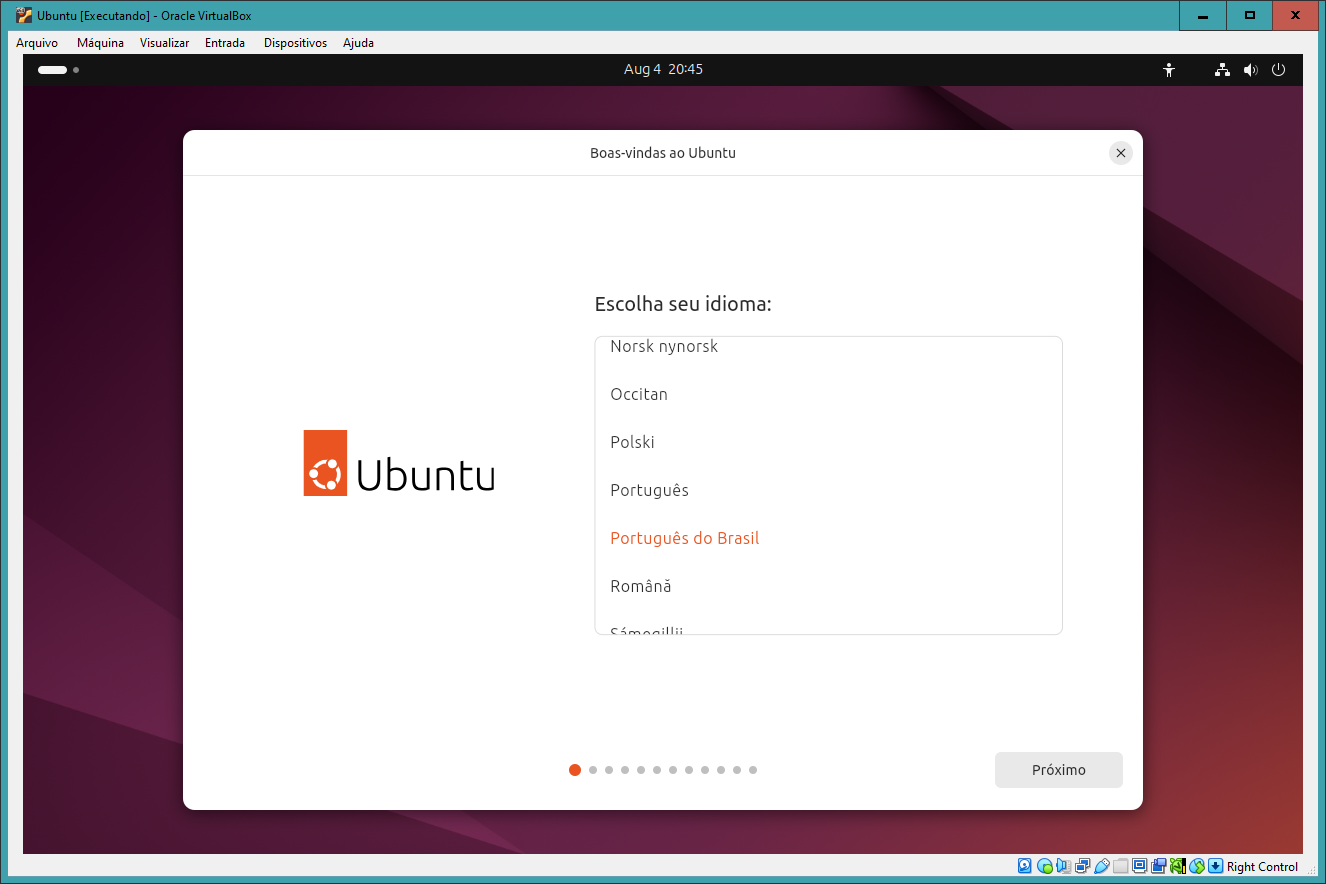 Ubuntu [Executando] - Oracle VirtualBox
Arquivo Máquina Visualizar Entrada Dispositivos Ajuda
Aug 4 20:45
Boas-vindas ao Ubuntu
Escolha seu idioma:
Norsk nynorsk
Occitan
Polski
Português
Português do Brasil
Română
Ubuntu
Próximo
Right Control